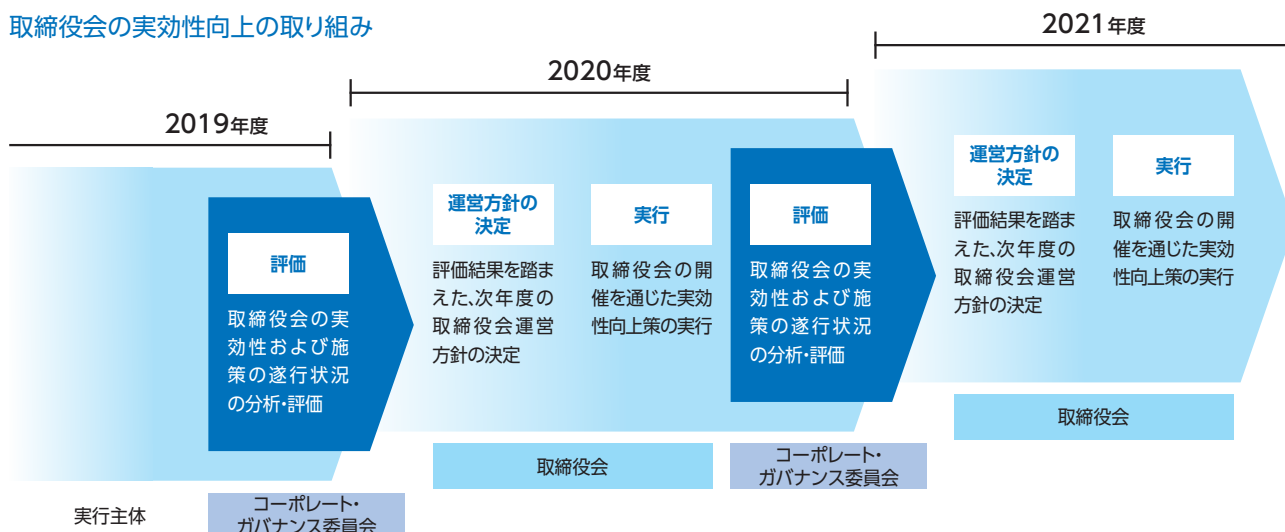 取締役会の実効性向上の取り組み
2019年度
2020年度
2021年度
評価
取締役会の実
効性および施
策の遂行状況
の分析・評価
運営方針の
決定
評価結果を踏ま
えた、次年度の
取締役会運営
方針の決定
実行
取締役会の開
催を通じた実効
性向上策の実行
評価
取締役会の実
効性および施
策の遂行状況
の分析・評価
運営方針の
決定
評価結果を踏ま
えた、次年度の
取締役会運営
方針の決定
実行
取締役会の開
催を通じた実効
性向上策の実行
実行主体
コーポレート・
ガバナンス委員会
取締役会
コーポレート・
ガバナンス委員会
取締役会